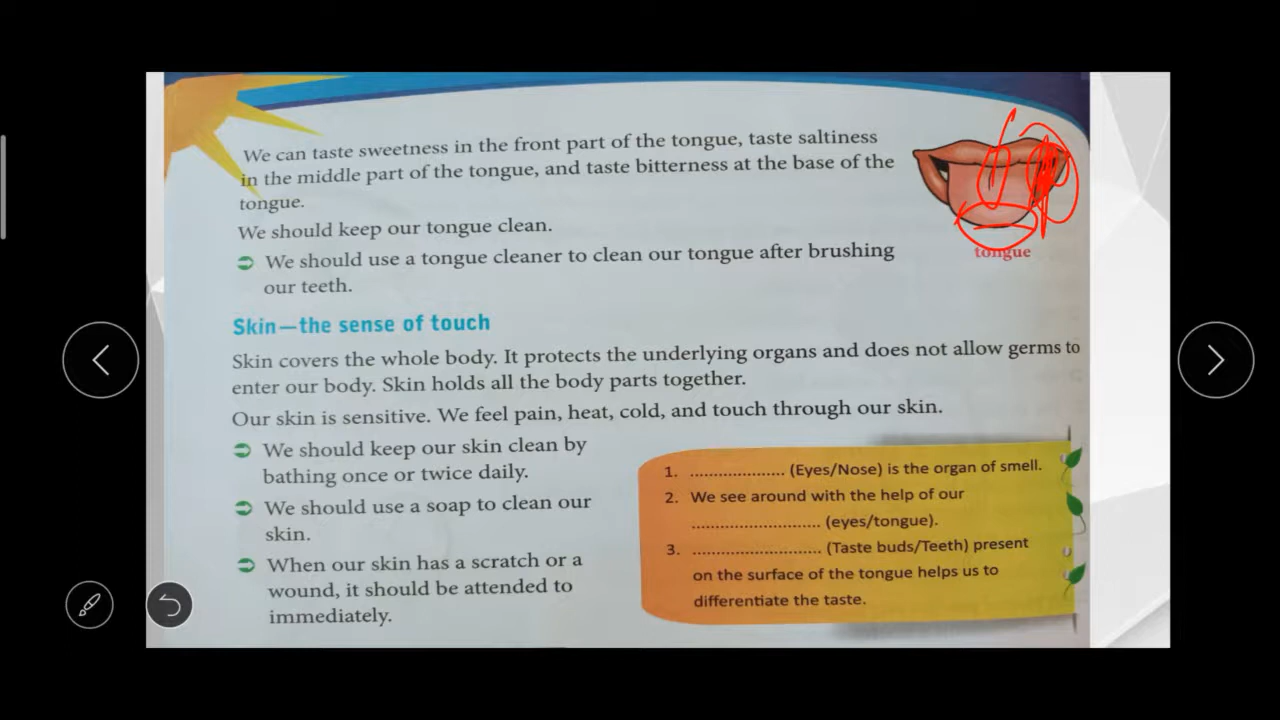 We can taste sweetness in the front part of the tongue, taste saltiness
in the middle part of the tongue, and taste bitterness at the base of the
tongue.
We should keep our tongue clean.
We should use a tongue cleaner to clean our tongue after brushing
our teeth.
tongue
Skin—the sense of touch
Skin covers the whole body. It protects the underlying organs and does not allow germs to
enter our body. Skin holds all the body parts together.
Our skin is sensitive. We feel pain, heat, cold, and touch through our skin.
We should keep our skin clean by
bathing once or twice daily.
We should use a soap to clean our
skin.
When our skin has a scratch or a
wound, it should be attended to
immediately.
1. .................... (Eyes/Nose) is the organ of smell.
2. We see around with the help of our
........................... (eyes/tongue).
3. ........................... (Taste buds/Teeth) present
on the surface of the tongue helps us to
differentiate the taste.